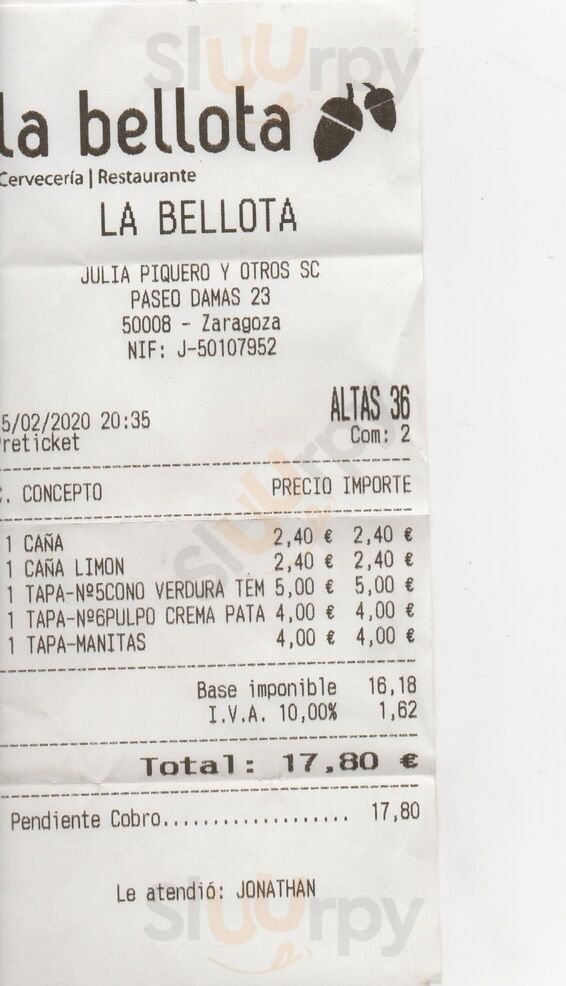 Sluurpy
la bellota
Cervecería | Restaurante
LA BELLOTA
JULIA PIQUERO Y OTROS SC
PASEO DAMAS 23
50008 - Zaragoza
NIF: J-50107952
ALTAS 36
5/02/2020 20:35
Com: 2
reticket
. CONCEPTO PRECIO IMPORTE
1 CAÑA 2,40 € 2,40 €
1 CAÑA LIMON 2,40 € 2,40 €
1 TAPA-Nº5CONO VERDURA TEM 5,00 € 5,00 €
1 TAPA-Nº6PULPO CREMA PATA 4,00 € 4,00 €
1 TAPA-MANITAS 4,00 € 4,00 €
Sluurpy
Base imponible 16,18
I.V.A. 10,00% 1,62
Total: 17,80 €
Pendiente Cobro................... 17,80
Le atendió: JONATHAN
Sluurpy